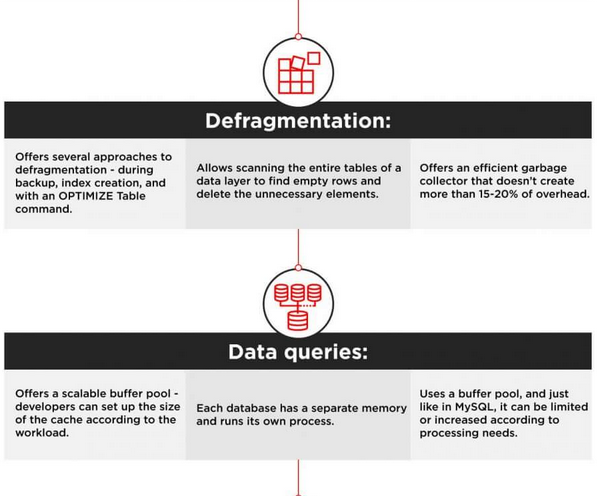 Defragmentation:
Offers several approaches to
defragmentation - during
backup, index creation, and
with an OPTIMIZE Table
command.
Allows scanning the entire tables of a
data layer to find empty rows and
delete the unnecessary elements.
Offers an efficient garbage
collector that doesn't create
more than 15-20% of overhead.
Data queries:
Offers a scalable buffer pool -
developers can set up the size
of the cache according to the
workload.
Each database has a separate memory
and runs its own process.
Uses a buffer pool, and just
like in MySQL, it can be limited
or increased according to
processing needs.